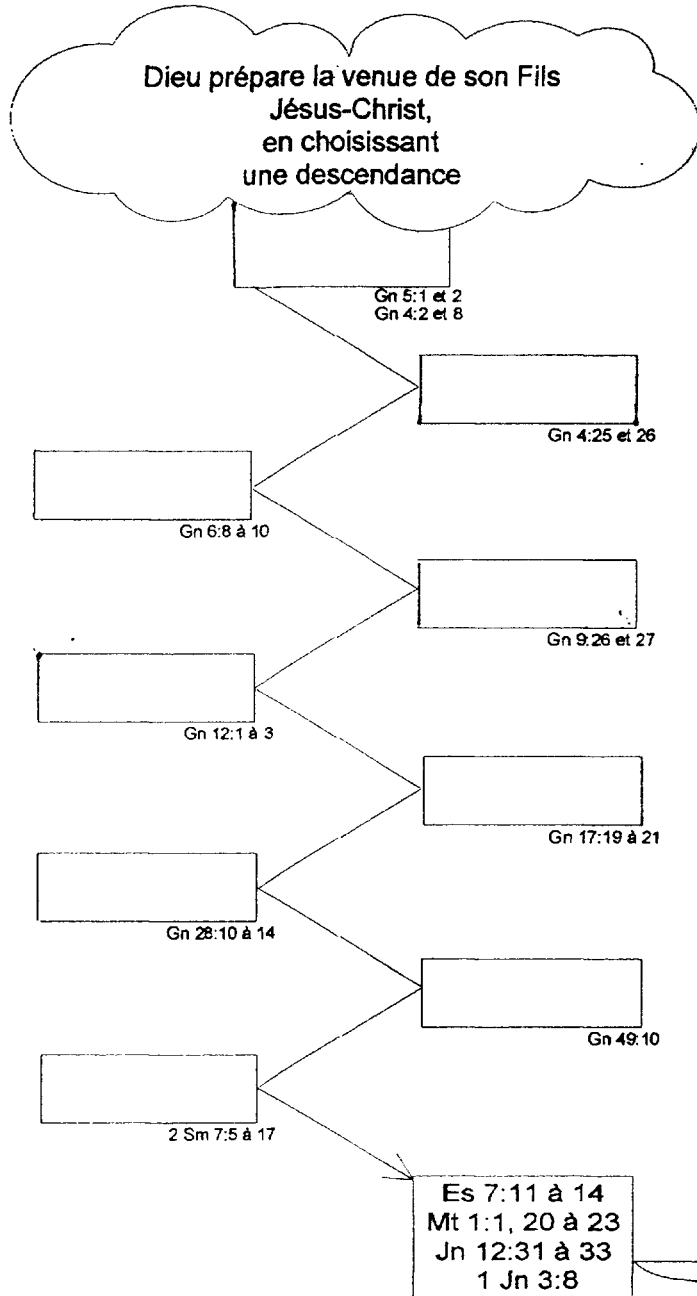 Dieu prépare la venue de son Fils
Jésus-Christ,
en choisissant
une descendance
Gn 5:1 et 2
Gn 4:2 et 8
Gn 4:25 et 26
Gn 6:8 à 10
Gn 9:26 et 27
Gn 12:1 à 3
Gn 17:19 à 21
Gn 28:10 à 14
Gn 49:10
2 Sm 7:5 à 17
Es 7:11 à 14
Mt 1:1, 20 à 23
Jn 12:31 à 33
1 Jn 3:8